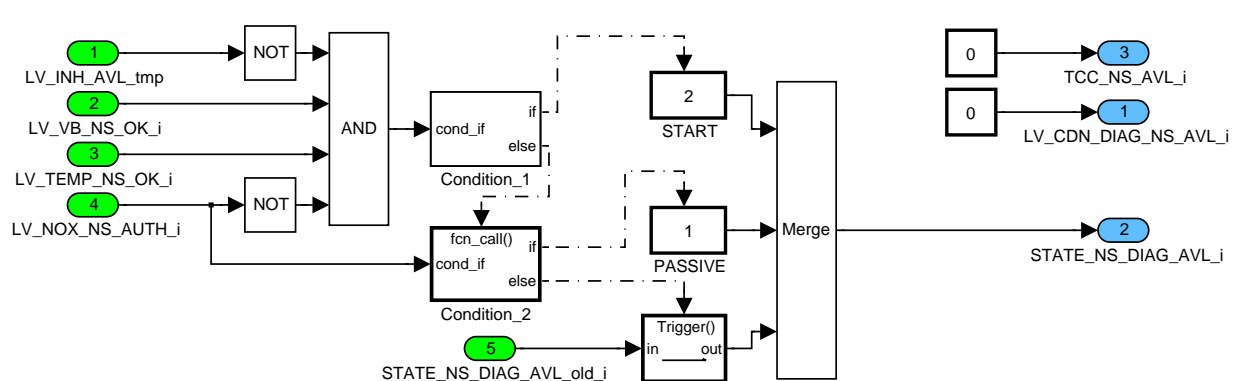 1
LV_INH_AVL_tmp
NOT
2
LV_VB_NS_OK_i
3
LV_TEMP_NS_OK_i
4
LV_NOX_NS_AUTH_i
NOT
AND
cond_if
if
else
Condition_1
fcn_call()
cond_if
if
else
Condition_2
5
STATE_NS_DIAG_AVL_old_i
2
START
1
PASSIVE
Trigger()
in
out
Merge
0
3
TCC_NS_AVL_i
0
1
LV_CDN_DIAG_NS_AVL_i
2
STATE_NS_DIAG_AVL_i